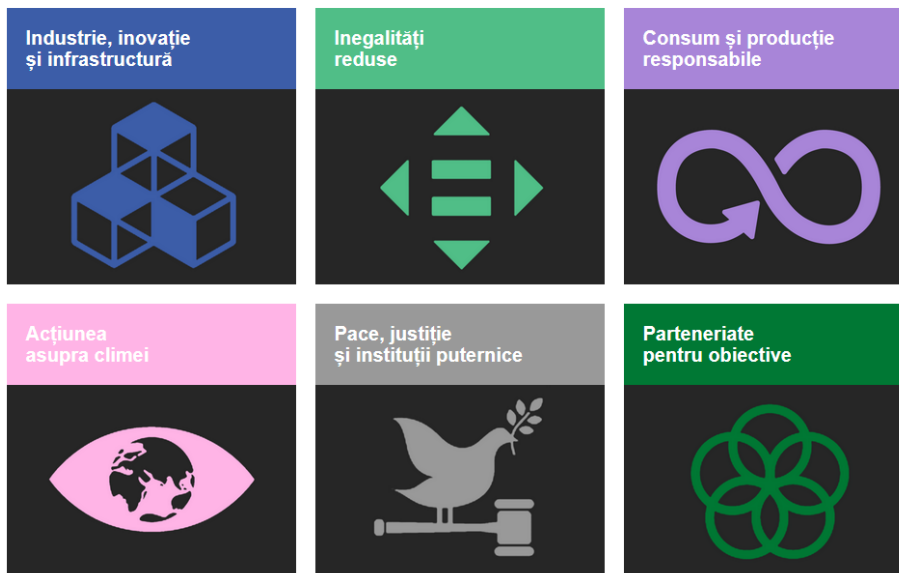 Industrie, inovație
și infrastructură
Inegalități
reduse
Consum și producție
responsabile
Acțiunea
asupra climei
Pace, justiție
și instituții puternice
Parteneriate
pentru obiective